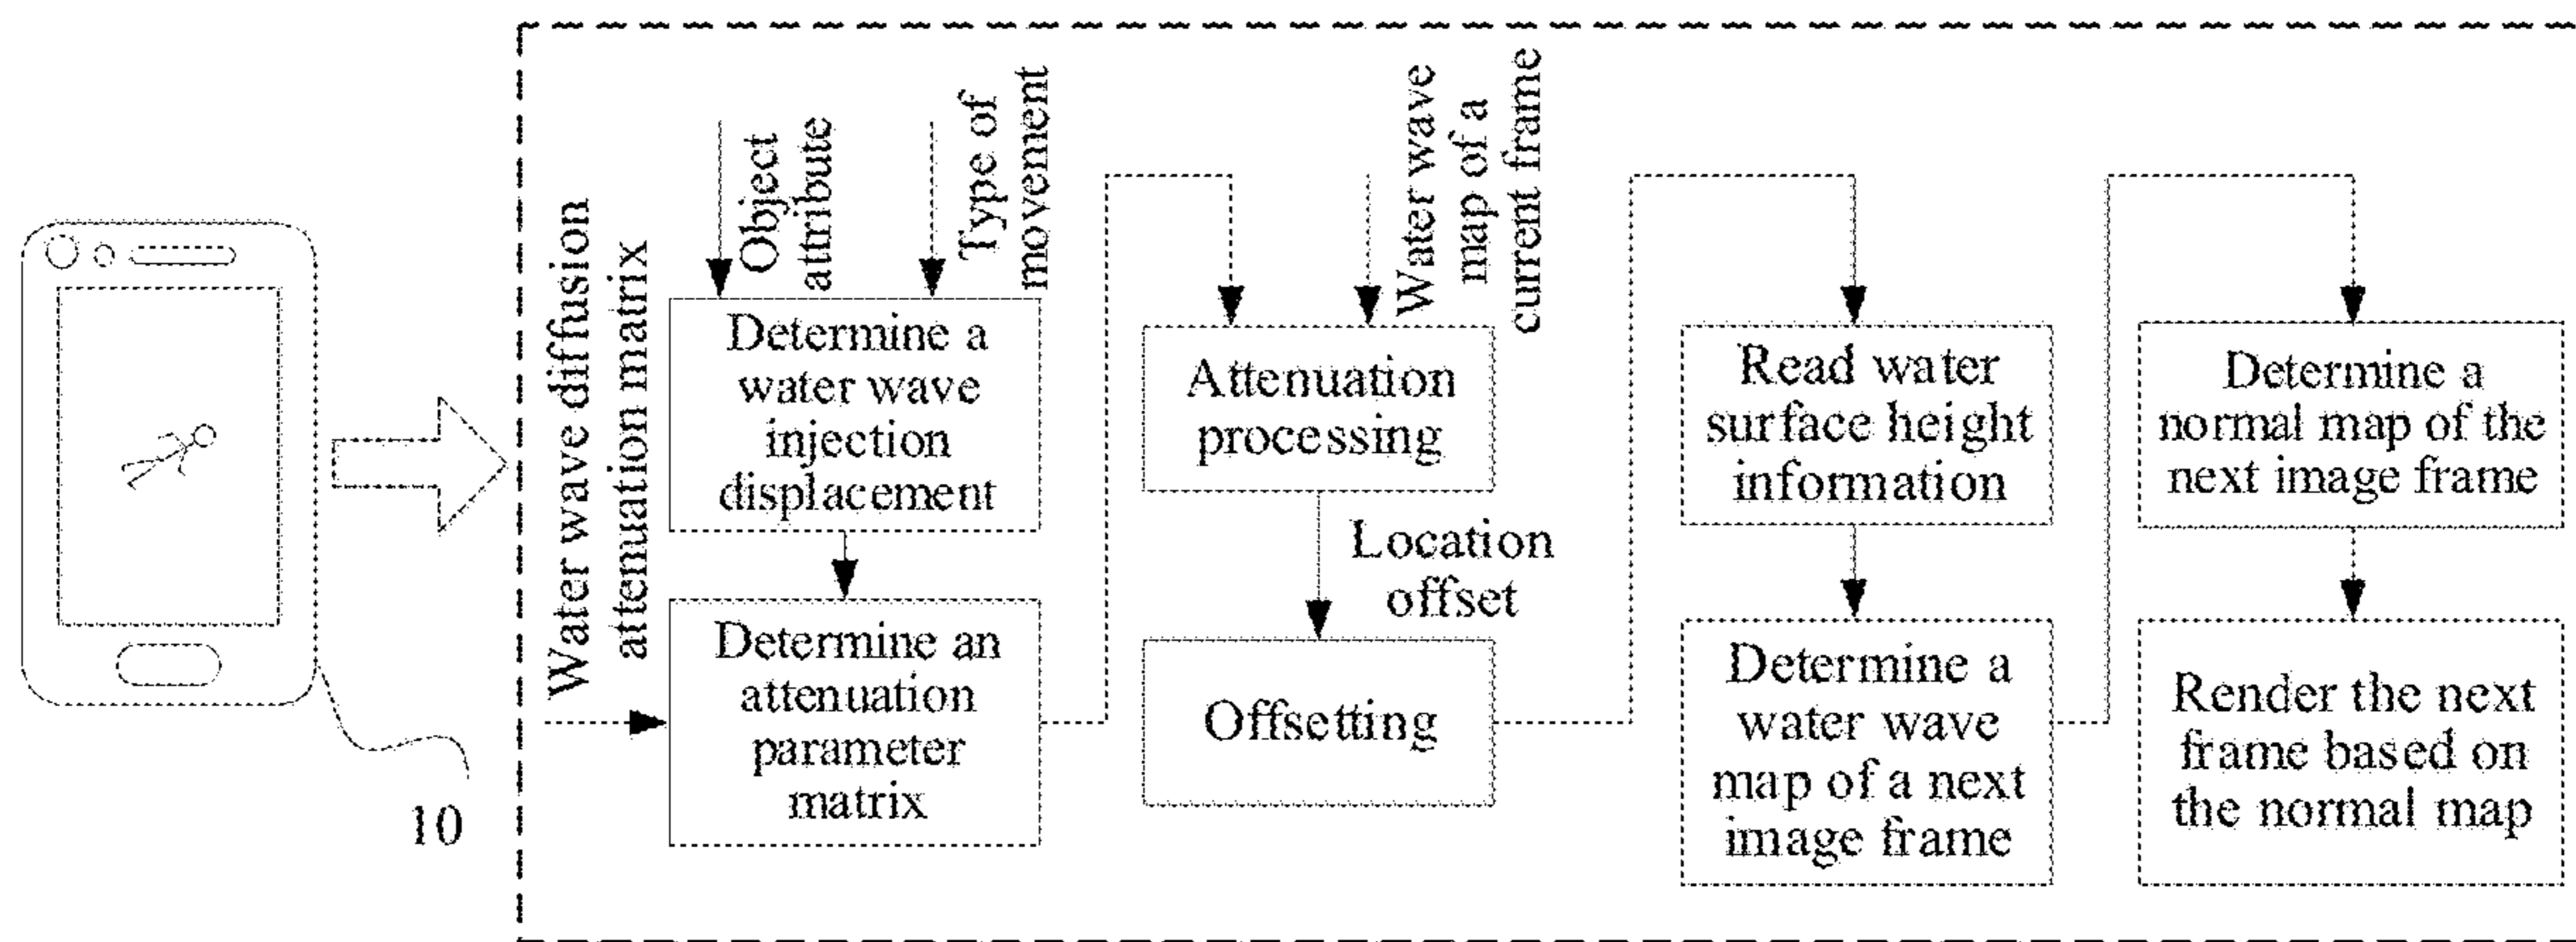 10
Water wave diffusion
attenuation matrix
Object
attribute
Type of
movement
Determine a
water wave
injection
displacement
Determine an
attenuation
parameter
matrix
Water wave
map of a
current frame
Attenuation
processing
Location
offset
Offsetting
Read water
surface height
information
Determine a
water wave
map of a next
image frame
Determine a
normal map of the
next image frame
Render the next
frame based on
the normal map